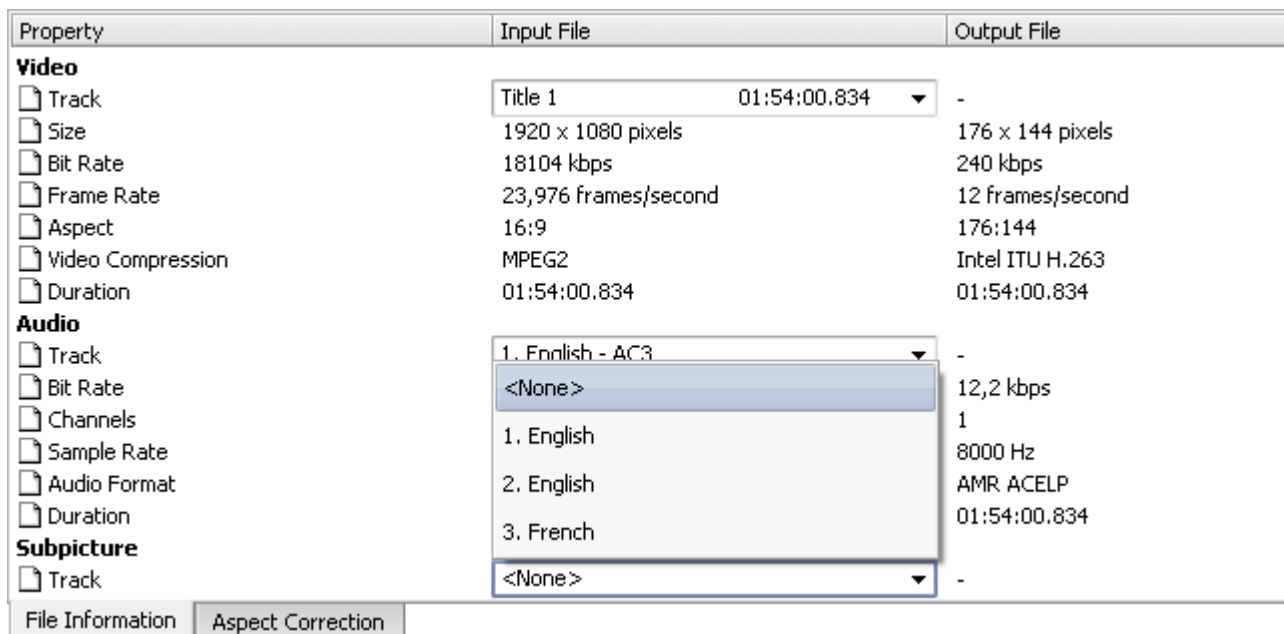 Property Input File Output File
Video
Track Title 1 01:54:00.834 -
Size 1920 x 1080 pixels 176 x 144 pixels
Bit Rate 18104 kbps 240 kbps
Frame Rate 23,976 frames/second 12 frames/second
Aspect 16:9 176:144
Video Compression MPEG2 Intel ITU H.263
Duration 01:54:00.834 01:54:00.834
Audio
Track 1. English - AC3 -
Bit Rate <None> 12,2 kbps
Channels 1
1. English
Sample Rate 8000 Hz
Audio Format 2. English AMR ACELP
Duration 01:54:00.834
3. French
Subpicture
Track <None> -
File Information Aspect Correction